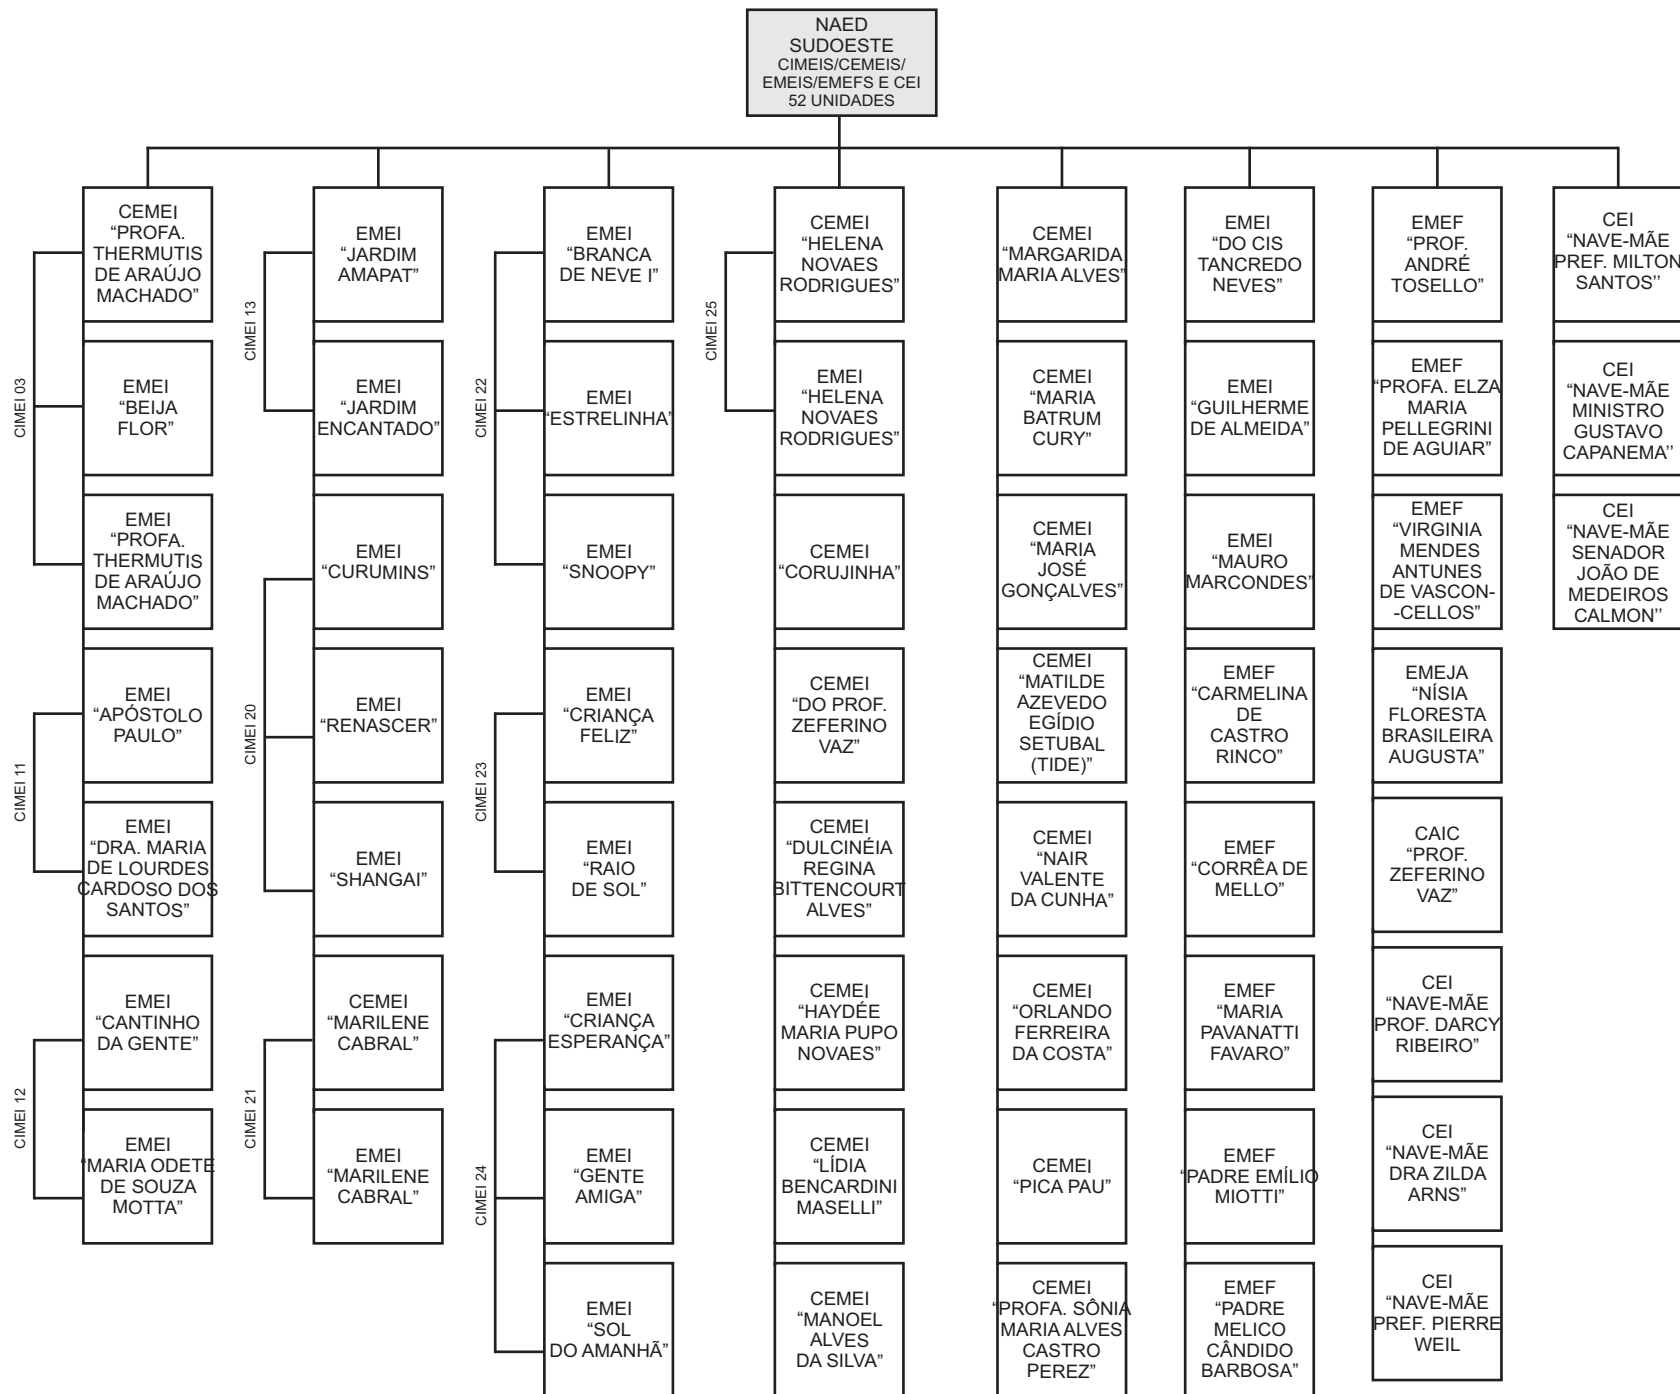 NAED
SUDOESTE
CIMEIS/CEMEIS/
EMEIS/EMEFS E CEI
52 UNIDADES
CIMEI 03
CEMEI
“PROFA.
THERMUTIS
DE ARAÚJO
MACHADO”
EMEI
“BEIJA
FLOR”
EMEI
“PROFA.
THERMUTIS
DE ARAÚJO
MACHADO”
CIMEI 11
EMEI
“APÓSTOLO
PAULO”
EMEI
“DRA. MARIA
DE LOURDES
CARDOSO DOS
SANTOS”
CIMEI 12
EMEI
“CANTINHO
DA GENTE”
EMEI
“MARIA ODETE
DE SOUZA
MOTTA”
CIMEI 13
EMEI
“JARDIM
AMAPAT”
EMEI
“JARDIM
ENCANTADO”
CIMEI 20
EMEI
“CURUMINS”
EMEI
“RENASCER”
EMEI
“SHANGAI”
CIMEI 21
CEMEI
“MARILENE
CABRAL”
EMEI
“MARILENE
CABRAL”
CIMEI 22
EMEI
“BRANCA
DE NEVE I”
EMEI
“ESTRELINHA”
EMEI
“SNOOPY”
CIMEI 23
EMEI
“CRIANÇA
FELIZ”
EMEI
“RAIO
DE SOL”
CIMEI 24
EMEI
“CRIANÇA
ESPERANÇA”
EMEI
“GENTE
AMIGA”
EMEI
“SOL
DO AMANHÔ
CIMEI 25
CEMEI
“HELENA
NOVAES
RODRIGUES”
EMEI
“HELENA
NOVAES
RODRIGUES”
CEMEI
“CORUJINHA”
CEMEI
“DO PROF.
ZEFERINO
VAZ”
CEMEI
“DULCINÉIA
REGINA
BITTENCOURT
ALVES”
CEMEI
“HAYDÉE
MARIA PUPO
NOVAES”
CEMEI
“LÍDIA
BENCARDINI
MASELLI”
CEMEI
“MANOEL
ALVES
DA SILVA”
CEMEI
“MARGARIDA
MARIA ALVES”
CEMEI
“MARIA
BATRUM
CURY”
CEMEI
“MARIA
JOSÉ
GONÇALVES”
CEMEI
“MATILDE
AZEVEDO
EGÍDIO
SETUBAL
(TIDE)”
CEMEI
“NAIR
VALENTE
DA CUNHA”
CEMEI
“ORLANDO
FERREIRA
DA COSTA”
CEMEI
“PICA PAU”
CEMEI
“PROFA. SÔNIA
MARIA ALVES
CASTRO
PEREZ”
EMEI
“DO CIS
TANCREDO
NEVES”
EMEI
“GUILHERME
DE ALMEIDA”
EMEI
“MAURO
MARCONDES”
EMEF
“CARMELINA
DE
CASTRO
RINCO”
EMEF
“CORRÊA DE
MELLO”
EMEF
“MARIA
PAVANATTI
FAVARO”
EMEF
“PADRE EMÍLIO
MIOTTI”
EMEF
“PADRE
MELICO
CÂNDIDO
BARBOSA”
EMEF
“PROF.
ANDRÉ
TOSELLO”
EMEF
“PROFA. ELZA
MARIA
PELLEGRINI
DE AGUIAR”
EMEF
“VIRGINIA
MENDES
ANTUNES
DE VASCON-
-CELLOS”
EMEJA
“NÍSIA
FLORESTA
BRASILEIRA
AUGUSTA”
CAIC
“PROF.
ZEFERINO
VAZ”
CEI
“NAVE-MÃE
PROF. DARCY
RIBEIRO”
CEI
“NAVE-MÃE
DRA ZILDA
ARNS”
CEI
“NAVE-MÃE
PREF. PIERRE
WEIL
CEI
“NAVE-MÃE
PREF. MILTON
SANTOS’’
CEI
“NAVE-MÃE
MINISTRO
GUSTAVO
CAPANEMA’’
CEI
“NAVE-MÃE
SENADOR
JOÃO DE
MEDEIROS
CALMON’’